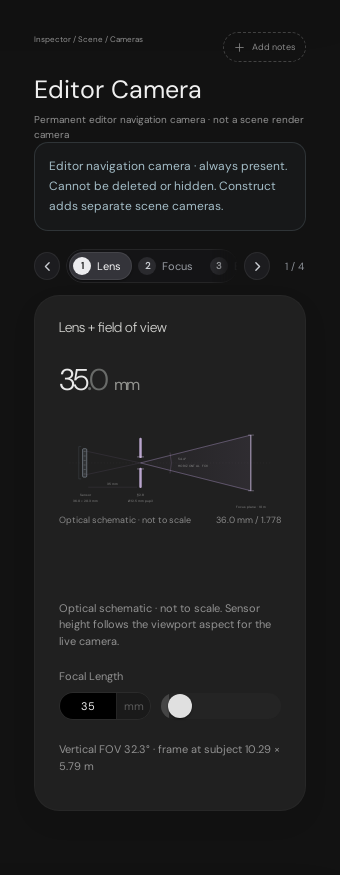 Inspector / Scene / Cameras
Add notes
Editor Camera
Permanent editor navigation camera · not a scene render
camera
Editor navigation camera · always present.
Cannot be deleted or hidden. Construct
adds separate scene cameras.
1 Lens 2 Focus 3
1 / 4
Lens + field of view
35.0 mm
Optical schematic · not to scale 36.0 mm / 1.778
Optical schematic · not to scale. Sensor
height follows the viewport aspect for the
live camera.
Focal Length
35 mm
Vertical FOV 32.3° · frame at subject 10.29 ×
5.79 m